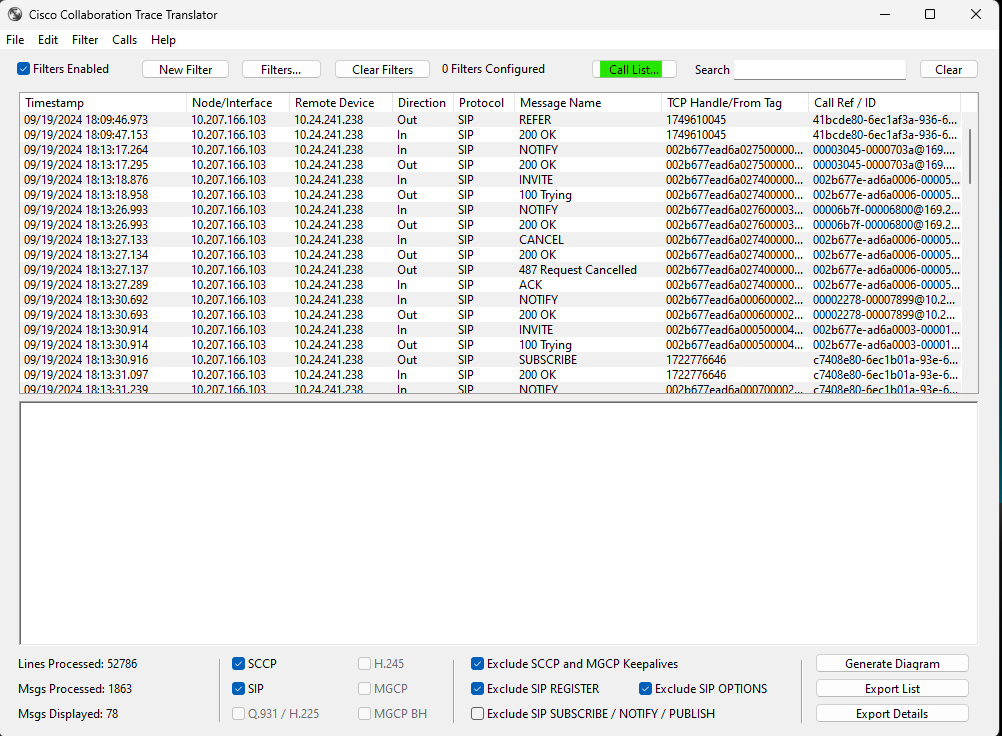 Cisco Collaboration Trace Translator
File Edit Filter Calls Help
Filters Enabled New Filter Filters... Clear Filters 0 Filters Configured Call List... Search Clear
Timestamp Node/Interface Remote Device Direction Protocol Message Name TCP Handle/From Tag Call Ref / ID
09/19/2024 18:09:46.973 10.207.166.103 10.24.241.238 Out SIP REFER 1749610045 41bcde80-6ec1af3a-936-6...
09/19/2024 18:09:47.153 10.207.166.103 10.24.241.238 In SIP 200 OK 1749610045 41bcde80-6ec1af3a-936-6...
09/19/2024 18:13:17.264 10.207.166.103 10.24.241.238 In SIP NOTIFY 002b677ead6a027500000... 00003045-0000703a@169....
09/19/2024 18:13:17.295 10.207.166.103 10.24.241.238 Out SIP 200 OK 002b677ead6a027500000... 00003045-0000703a@169....
09/19/2024 18:13:18.876 10.207.166.103 10.24.241.238 In SIP INVITE 002b677ead6a027400000... 002b677e-ad6a0006-00005...
09/19/2024 18:13:18.958 10.207.166.103 10.24.241.238 Out SIP 100 Trying 002b677ead6a027400000... 002b677e-ad6a0006-00005...
09/19/2024 18:13:26.993 10.207.166.103 10.24.241.238 In SIP NOTIFY 002b677ead6a027600003... 00006b7f-00006800@169.2...
09/19/2024 18:13:26.993 10.207.166.103 10.24.241.238 Out SIP 200 OK 002b677ead6a027600003... 00006b7f-00006800@169.2...
09/19/2024 18:13:27.133 10.207.166.103 10.24.241.238 In SIP CANCEL 002b677ead6a027400000... 002b677e-ad6a0006-00005...
09/19/2024 18:13:27.134 10.207.166.103 10.24.241.238 Out SIP 200 OK 002b677ead6a027400000... 002b677e-ad6a0006-00005...
09/19/2024 18:13:27.137 10.207.166.103 10.24.241.238 Out SIP 487 Request Cancelled 002b677ead6a027400000... 002b677e-ad6a0006-00005...
09/19/2024 18:13:27.289 10.207.166.103 10.24.241.238 In SIP ACK 002b677ead6a027400000... 002b677e-ad6a0006-00005...
09/19/2024 18:13:30.692 10.207.166.103 10.24.241.238 In SIP NOTIFY 002b677ead6a000600002... 00002278-00007899@10.2...
09/19/2024 18:13:30.693 10.207.166.103 10.24.241.238 Out SIP 200 OK 002b677ead6a000600002... 00002278-00007899@10.2...
09/19/2024 18:13:30.914 10.207.166.103 10.24.241.238 In SIP INVITE 002b677ead6a000500004... 002b677e-ad6a0003-00001...
09/19/2024 18:13:30.914 10.207.166.103 10.24.241.238 Out SIP 100 Trying 002b677ead6a000500004... 002b677e-ad6a0003-00001...
09/19/2024 18:13:30.916 10.207.166.103 10.24.241.238 Out SIP SUBSCRIBE 1722776646 c7408e80-6ec1b01a-93e-6...
09/19/2024 18:13:31.097 10.207.166.103 10.24.241.238 In SIP 200 OK 1722776646 c7408e80-6ec1b01a-93e-6...
09/19/2024 18:13:31.239 10.207.166.103 10.24.241.238 In SIP NOTIFY 002b677ead6a000700002... c7408e80-6ec1b01a-93e-6...
Lines Processed: 52786 SCCP H.245 Exclude SCCP and MGCP Keepalives Generate Diagram
Msgs Processed: 1863 SIP MGCP Exclude SIP REGISTER Exclude SIP OPTIONS Export List
Msgs Displayed: 78 Q.931 / H.225 MGCP BH Exclude SIP SUBSCRIBE / NOTIFY / PUBLISH Export Details